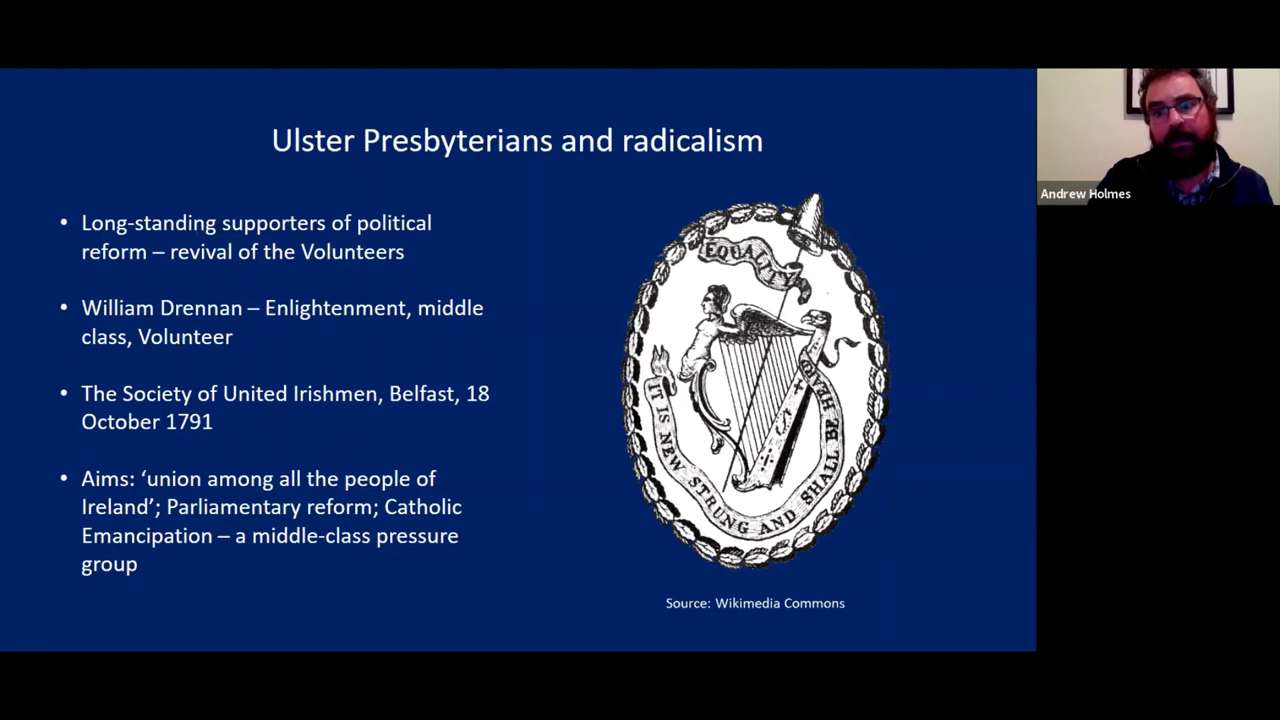 Ulster Presbyterians and radicalism
• Long-standing supporters of political
reform – revival of the Volunteers
• William Drennan – Enlightenment, middle
class, Volunteer
• The Society of United Irishmen, Belfast, 18
October 1791
• Aims: ‘union among all the people of
Ireland’; Parliamentary reform; Catholic
Emancipation – a middle-class pressure
group
EQUALITY
IT IS NEW STRUNG AND SHALL BE HEARD
Source: Wikimedia Commons
Andrew Holmes